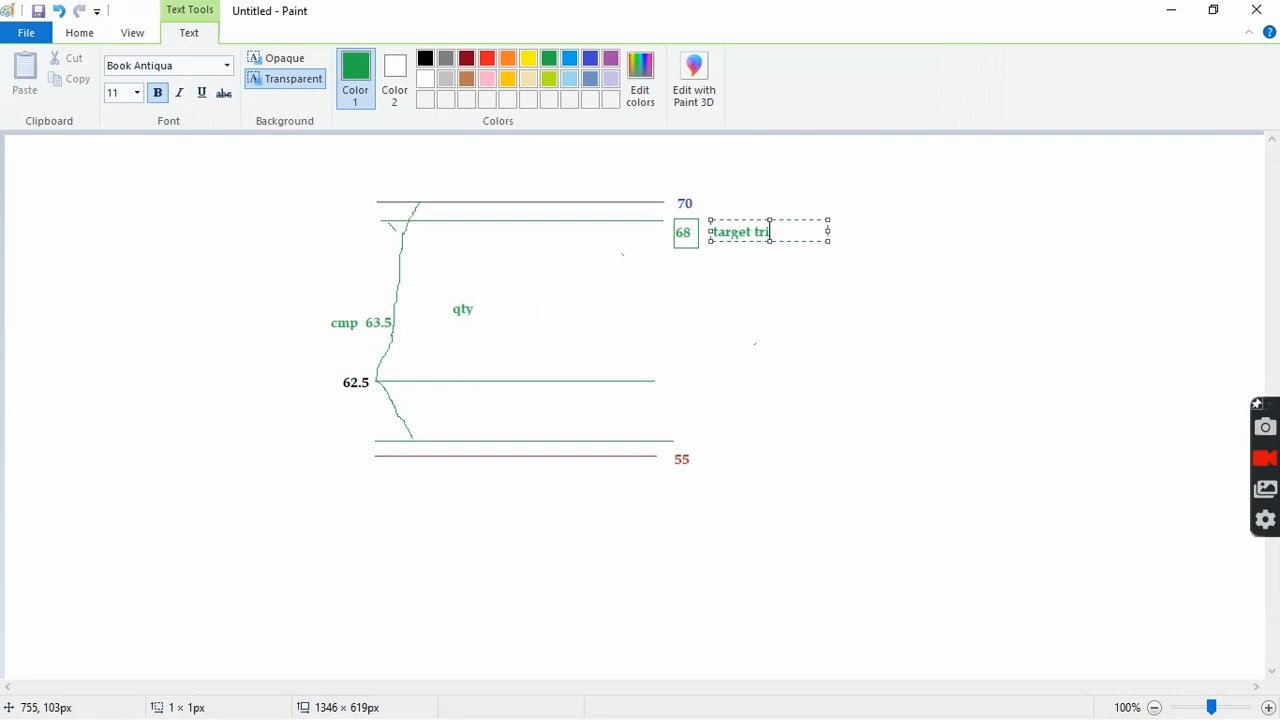 Text Tools
Untitled - Paint
File
Home
View
Text
Paste
Cut
Copy
Clipboard
Book Antiqua
11
B
I
U
abc
Font
Opaque
Transparent
Background
Color 1
Color 2
Edit colors
Colors
Edit with Paint 3D
70
68
target tri
qty
cmp 63.5
62.5
55
755, 103px
1 × 1px
1346 × 619px
100%